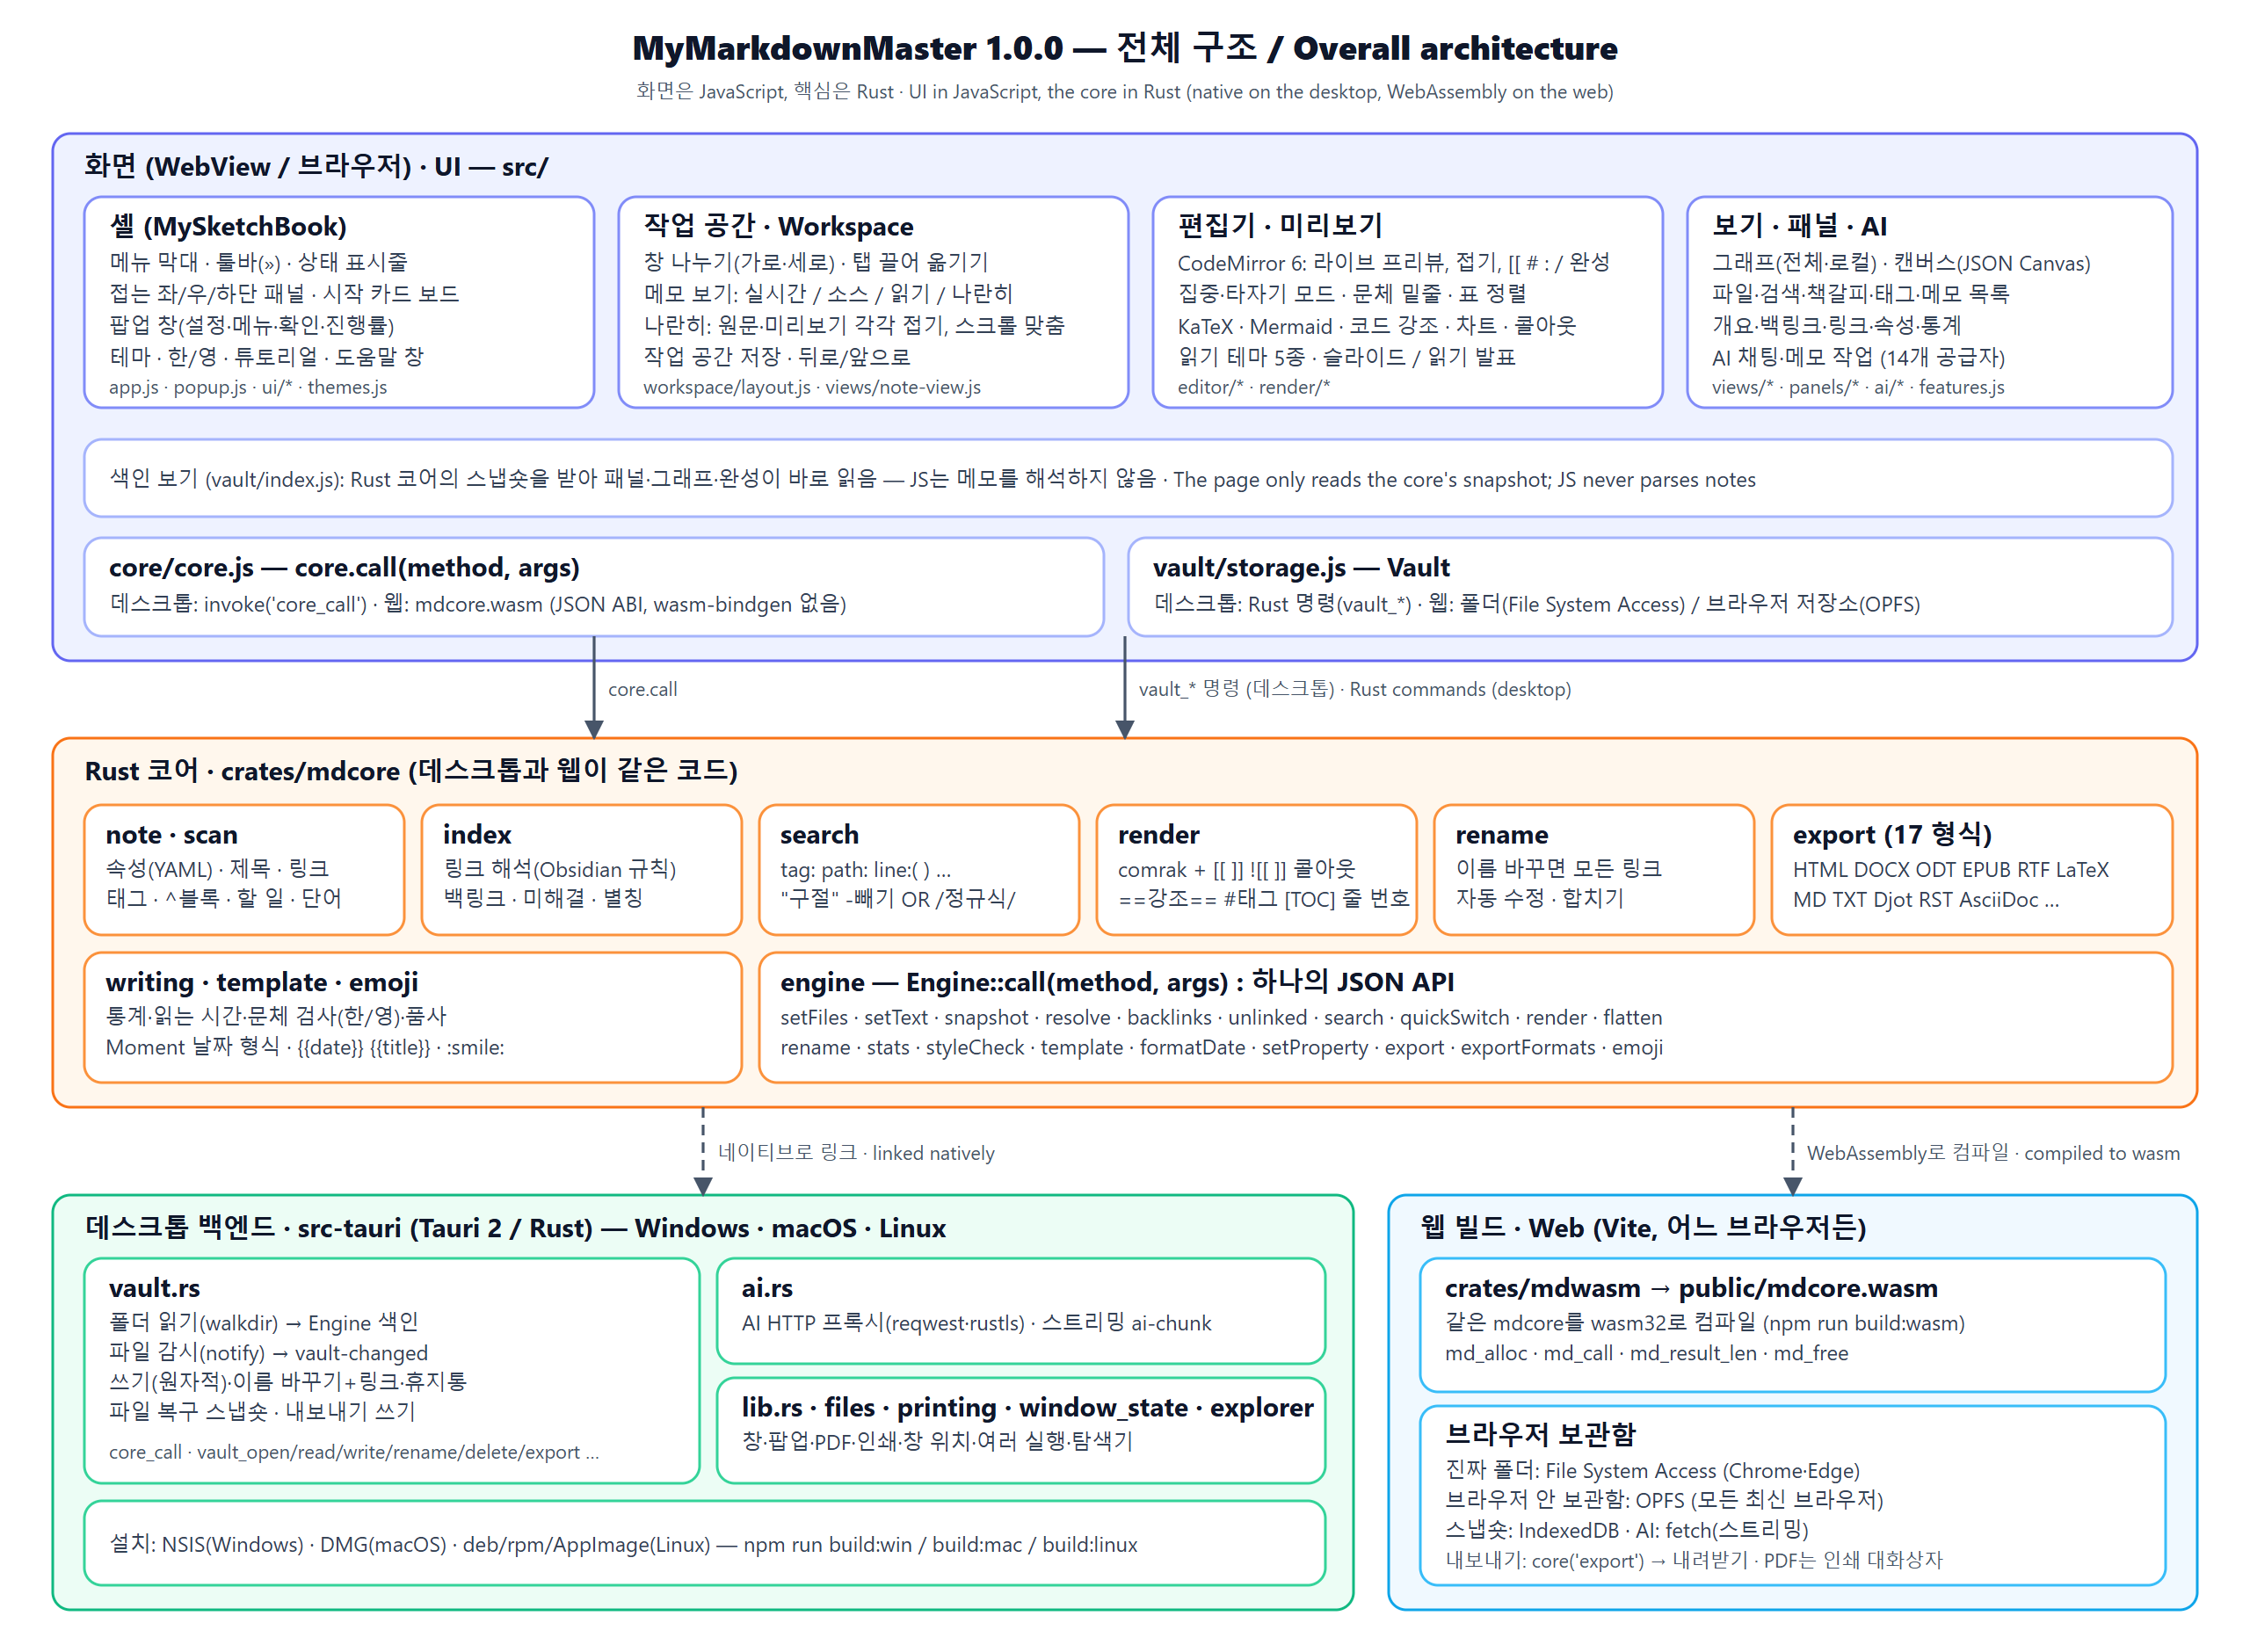 MyMarkdownMaster 1.0.0 — 전체 구조 / Overall architecture
화면은 JavaScript, 핵심은 Rust · UI in JavaScript, the core in Rust (native on the desktop, WebAssembly on the web)
화면 (WebView / 브라우저) · UI — src/
셸 (MySketchBook)
메뉴 막대 · 툴바(») · 상태 표시줄
접는 좌/우/하단 패널 · 시작 카드 보드
팝업 창(설정·메뉴·확인·진행률)
테마 · 한/영 · 튜토리얼 · 도움말 창
app.js · popup.js · ui/* · themes.js
작업 공간 · Workspace
창 나누기(가로·세로) · 탭 끌어 옮기기
메모 보기: 실시간 / 소스 / 읽기 / 나란히
나란히: 원문·미리보기 각각 접기, 스크롤 맞춤
작업 공간 저장 · 뒤로/앞으로
workspace/layout.js · views/note-view.js
편집기 · 미리보기
CodeMirror 6: 라이브 프리뷰, 접기, [[ # : / 완성
집중·타자기 모드 · 문체 밑줄 · 표 정렬
KaTeX · Mermaid · 코드 강조 · 차트 · 콜아웃
읽기 테마 5종 · 슬라이드 / 읽기 발표
editor/* · render/*
보기 · 패널 · AI
그래프(전체·로컬) · 캔버스(JSON Canvas)
파일·검색·책갈피·태그·메모 목록
개요·백링크·링크·속성·통계
AI 채팅·메모 작업 (14개 공급자)
views/* · panels/* · ai/* · features.js
색인 보기 (vault/index.js): Rust 코어의 스냅숏을 받아 패널·그래프·완성이 바로 읽음 — JS는 메모를 해석하지 않음 · The page only reads the core's snapshot; JS never parses notes
core/core.js — core.call(method, args)
데스크톱: invoke('core_call') · 웹: mdcore.wasm (JSON ABI, wasm-bindgen 없음)
vault/storage.js — Vault
데스크톱: Rust 명령(vault_*) · 웹: 폴더(File System Access) / 브라우저 저장소(OPFS)
core.call
vault_* 명령 (데스크톱) · Rust commands (desktop)
Rust 코어 · crates/mdcore (데스크톱과 웹이 같은 코드)
note · scan
속성(YAML) · 제목 · 링크
태그 · ^블록 · 할 일 · 단어
index
링크 해석(Obsidian 규칙)
백링크 · 미해결 · 별칭
search
tag: path: line:( ) ...
"구절" -빼기 OR /정규식/
render
comrak + [[ ]] ![[ ]] 콜아웃
==강조== #태그 [TOC] 줄 번호
rename
이름 바꾸면 모든 링크
자동 수정 · 합치기
export (17 형식)
HTML DOCX ODT EPUB RTF LaTeX
MD TXT Djot RST AsciiDoc ...
writing · template · emoji
통계·읽는 시간·문체 검사(한/영)·품사
Moment 날짜 형식 · {{date}} {{title}} · :smile:
engine — Engine::call(method, args) : 하나의 JSON API
setFiles · setText · snapshot · resolve · backlinks · unlinked · search · quickSwitch · render · flatten
rename · stats · styleCheck · template · formatDate · setProperty · export · exportFormats · emoji
네이티브로 링크 · linked natively
WebAssembly로 컴파일 · compiled to wasm
데스크톱 백엔드 · src-tauri (Tauri 2 / Rust) — Windows · macOS · Linux
vault.rs
폴더 읽기(walkdir) → Engine 색인
파일 감시(notify) → vault-changed
쓰기(원자적)·이름 바꾸기+링크·휴지통
파일 복구 스냅숏 · 내보내기 쓰기
core_call · vault_open/read/write/rename/delete/export ...
ai.rs
AI HTTP 프록시(reqwest·rustls) · 스트리밍 ai-chunk
lib.rs · files · printing · window_state · explorer
창·팝업·PDF·인쇄·창 위치·여러 실행·탐색기
설치: NSIS(Windows) · DMG(macOS) · deb/rpm/AppImage(Linux) — npm run build:win / build:mac / build:linux
웹 빌드 · Web (Vite, 어느 브라우저든)
crates/mdwasm → public/mdcore.wasm
같은 mdcore를 wasm32로 컴파일 (npm run build:wasm)
md_alloc · md_call · md_result_len · md_free
브라우저 보관함
진짜 폴더: File System Access (Chrome·Edge)
브라우저 안 보관함: OPFS (모든 최신 브라우저)
스냅숏: IndexedDB · AI: fetch(스트리밍)
내보내기: core('export') → 내려받기 · PDF는 인쇄 대화상자